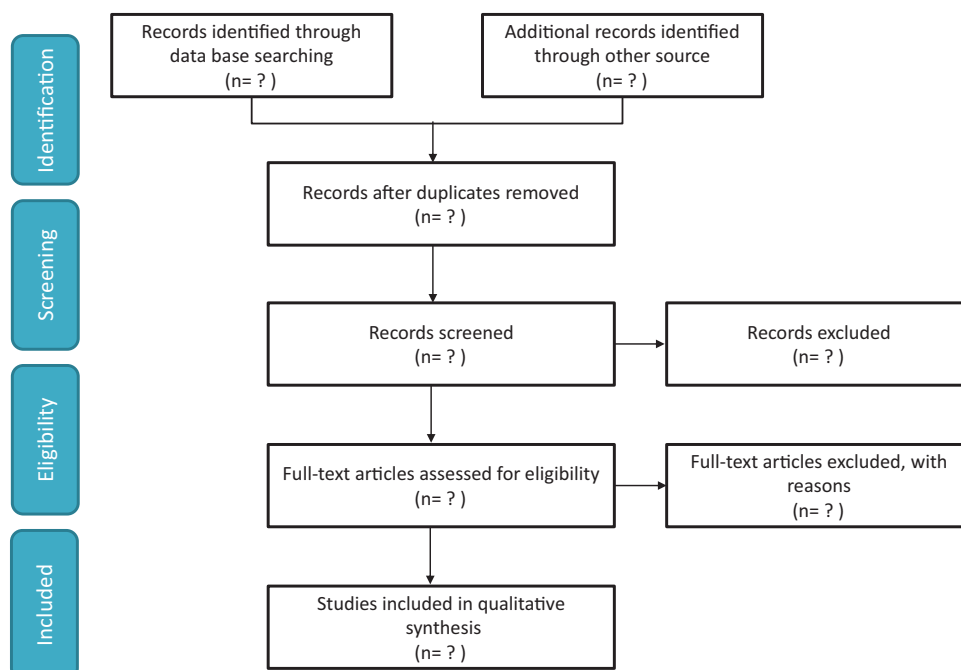 Identification
Records identified through
data base searching
(n= ? )
Additional records identified
through other source
(n= ? )
Records after duplicates removed
(n= ? )
Screening
Records screened
(n= ? )
Records excluded
(n= ? )
Eligibility
Full-text articles assessed for eligibility
(n= ? )
Full-text articles excluded, with
reasons
(n= ? )
Included
Studies included in qualitative
synthesis
(n= ? )